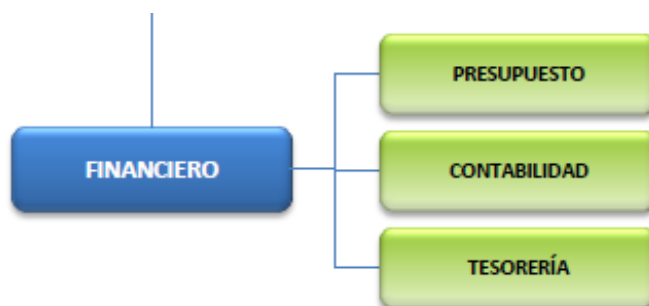 PRESUPUESTO
FINANCIERO
CONTABILIDAD
TESORERÍA